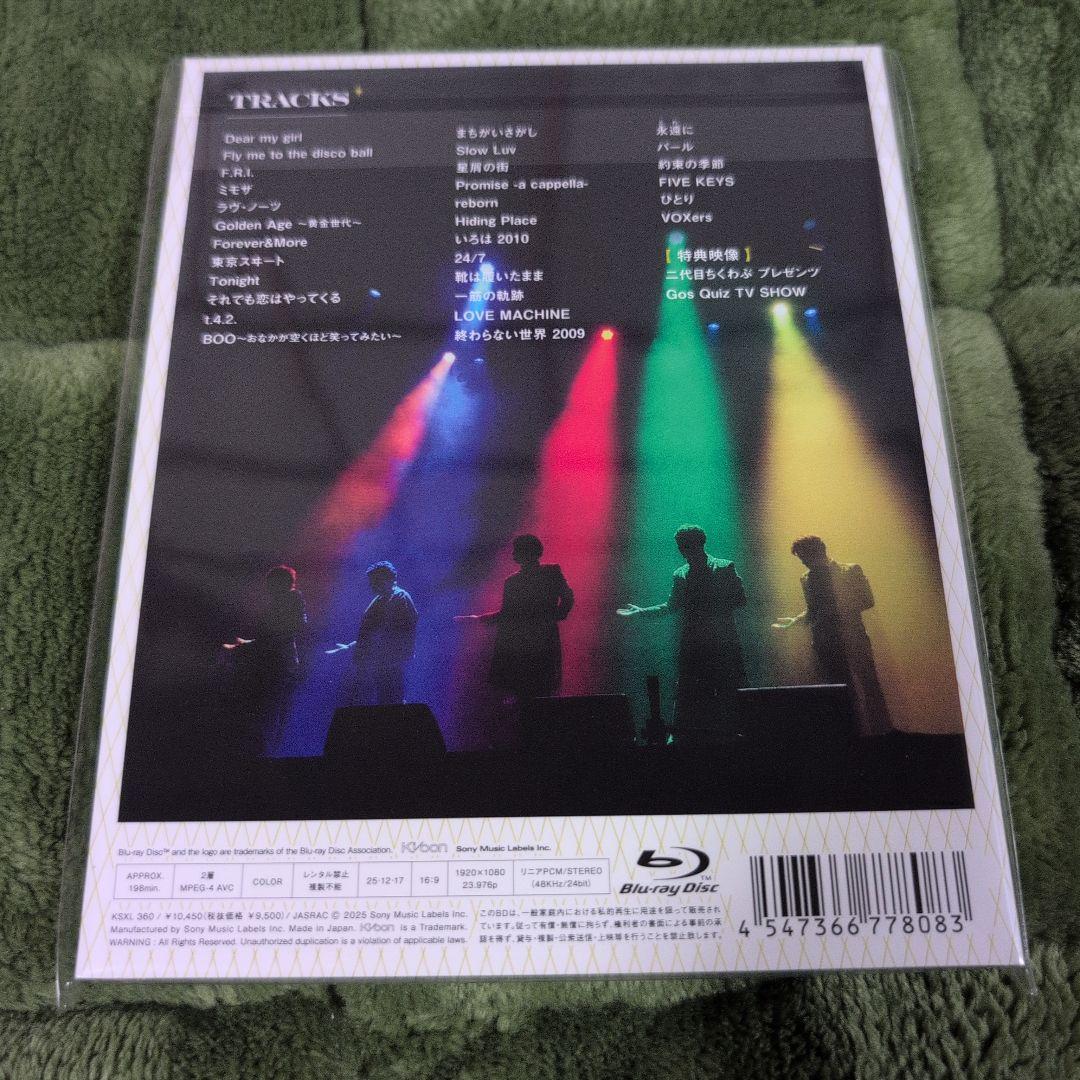 TRACKS
Dear my girl
Fly me to the disco ball
F.R.I.
ミモザ
ラヴ・ノーツ
Golden Age ～黄金世代～
Forever&More
東京スヰート
Tonight
それでも恋はやってくる
t.4.2.
BOO～おなかが空くほど笑ってみたい～
まちがいさがし
Slow Luv
星屑の街
Promise -a cappella-
reborn
Hiding Place
いろは 2010
24/7
靴は履いたまま
一筋の軌跡
LOVE MACHINE
終わらない世界 2009
永遠に
パール
約束の季節
FIVE KEYS
ひとり
VOXers
【 特典映像 】
二代目ちくわぶ プレゼンツ
Gos Quiz TV SHOW
Blu-ray Disc™ and the logo are trademarks of the Blu-ray Disc Association. Ki/oon Sony Music Labels Inc.
APPROX. 198min.
2層 MPEG-4 AVC
COLOR
レンタル禁止 複製不能
25・12・17
16:9
1920×1080 23.976p
リニアPCM/STEREO (48KHz/24bit)
Blu-ray Disc™
KSXL 360 / ¥10,450(税抜価格 ¥9,500) / JASRAC Ⓒ 2025 Sony Music Labels Inc.
Manufactured by Sony Music Labels Inc. Made in Japan. Ki/oon is a Trademark.
WARNING : All Rights Reserved. Unauthorized duplication is a violation of applicable laws.
このBDは、一般家庭内における私的再生に用途を限って販売され
ています。従って有償・無償に拘らず、権利者の書面による事前の承
諾を得ず、貸与・複製・公衆送信・上映等を行うことを禁止致します。
4 547366 778083